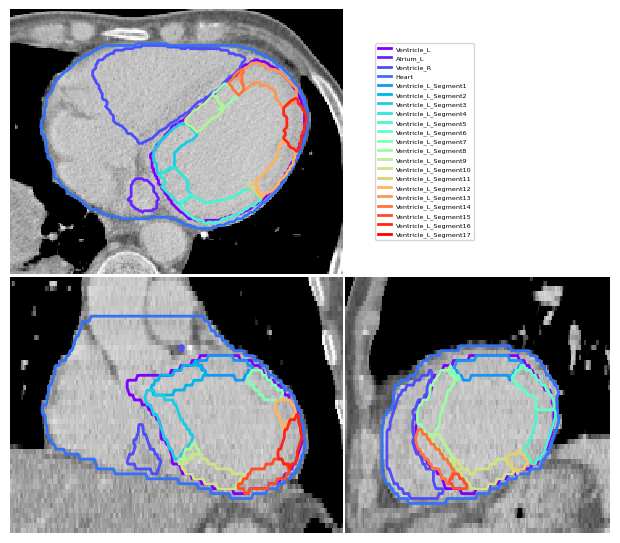 Ventricle_L
Atrium_L
Ventricle_R
Heart
Ventricle_L_Segment1
Ventricle_L_Segment2
Ventricle_L_Segment3
Ventricle_L_Segment4
Ventricle_L_Segment5
Ventricle_L_Segment6
Ventricle_L_Segment7
Ventricle_L_Segment8
Ventricle_L_Segment9
Ventricle_L_Segment10
Ventricle_L_Segment11
Ventricle_L_Segment12
Ventricle_L_Segment13
Ventricle_L_Segment14
Ventricle_L_Segment15
Ventricle_L_Segment16
Ventricle_L_Segment17